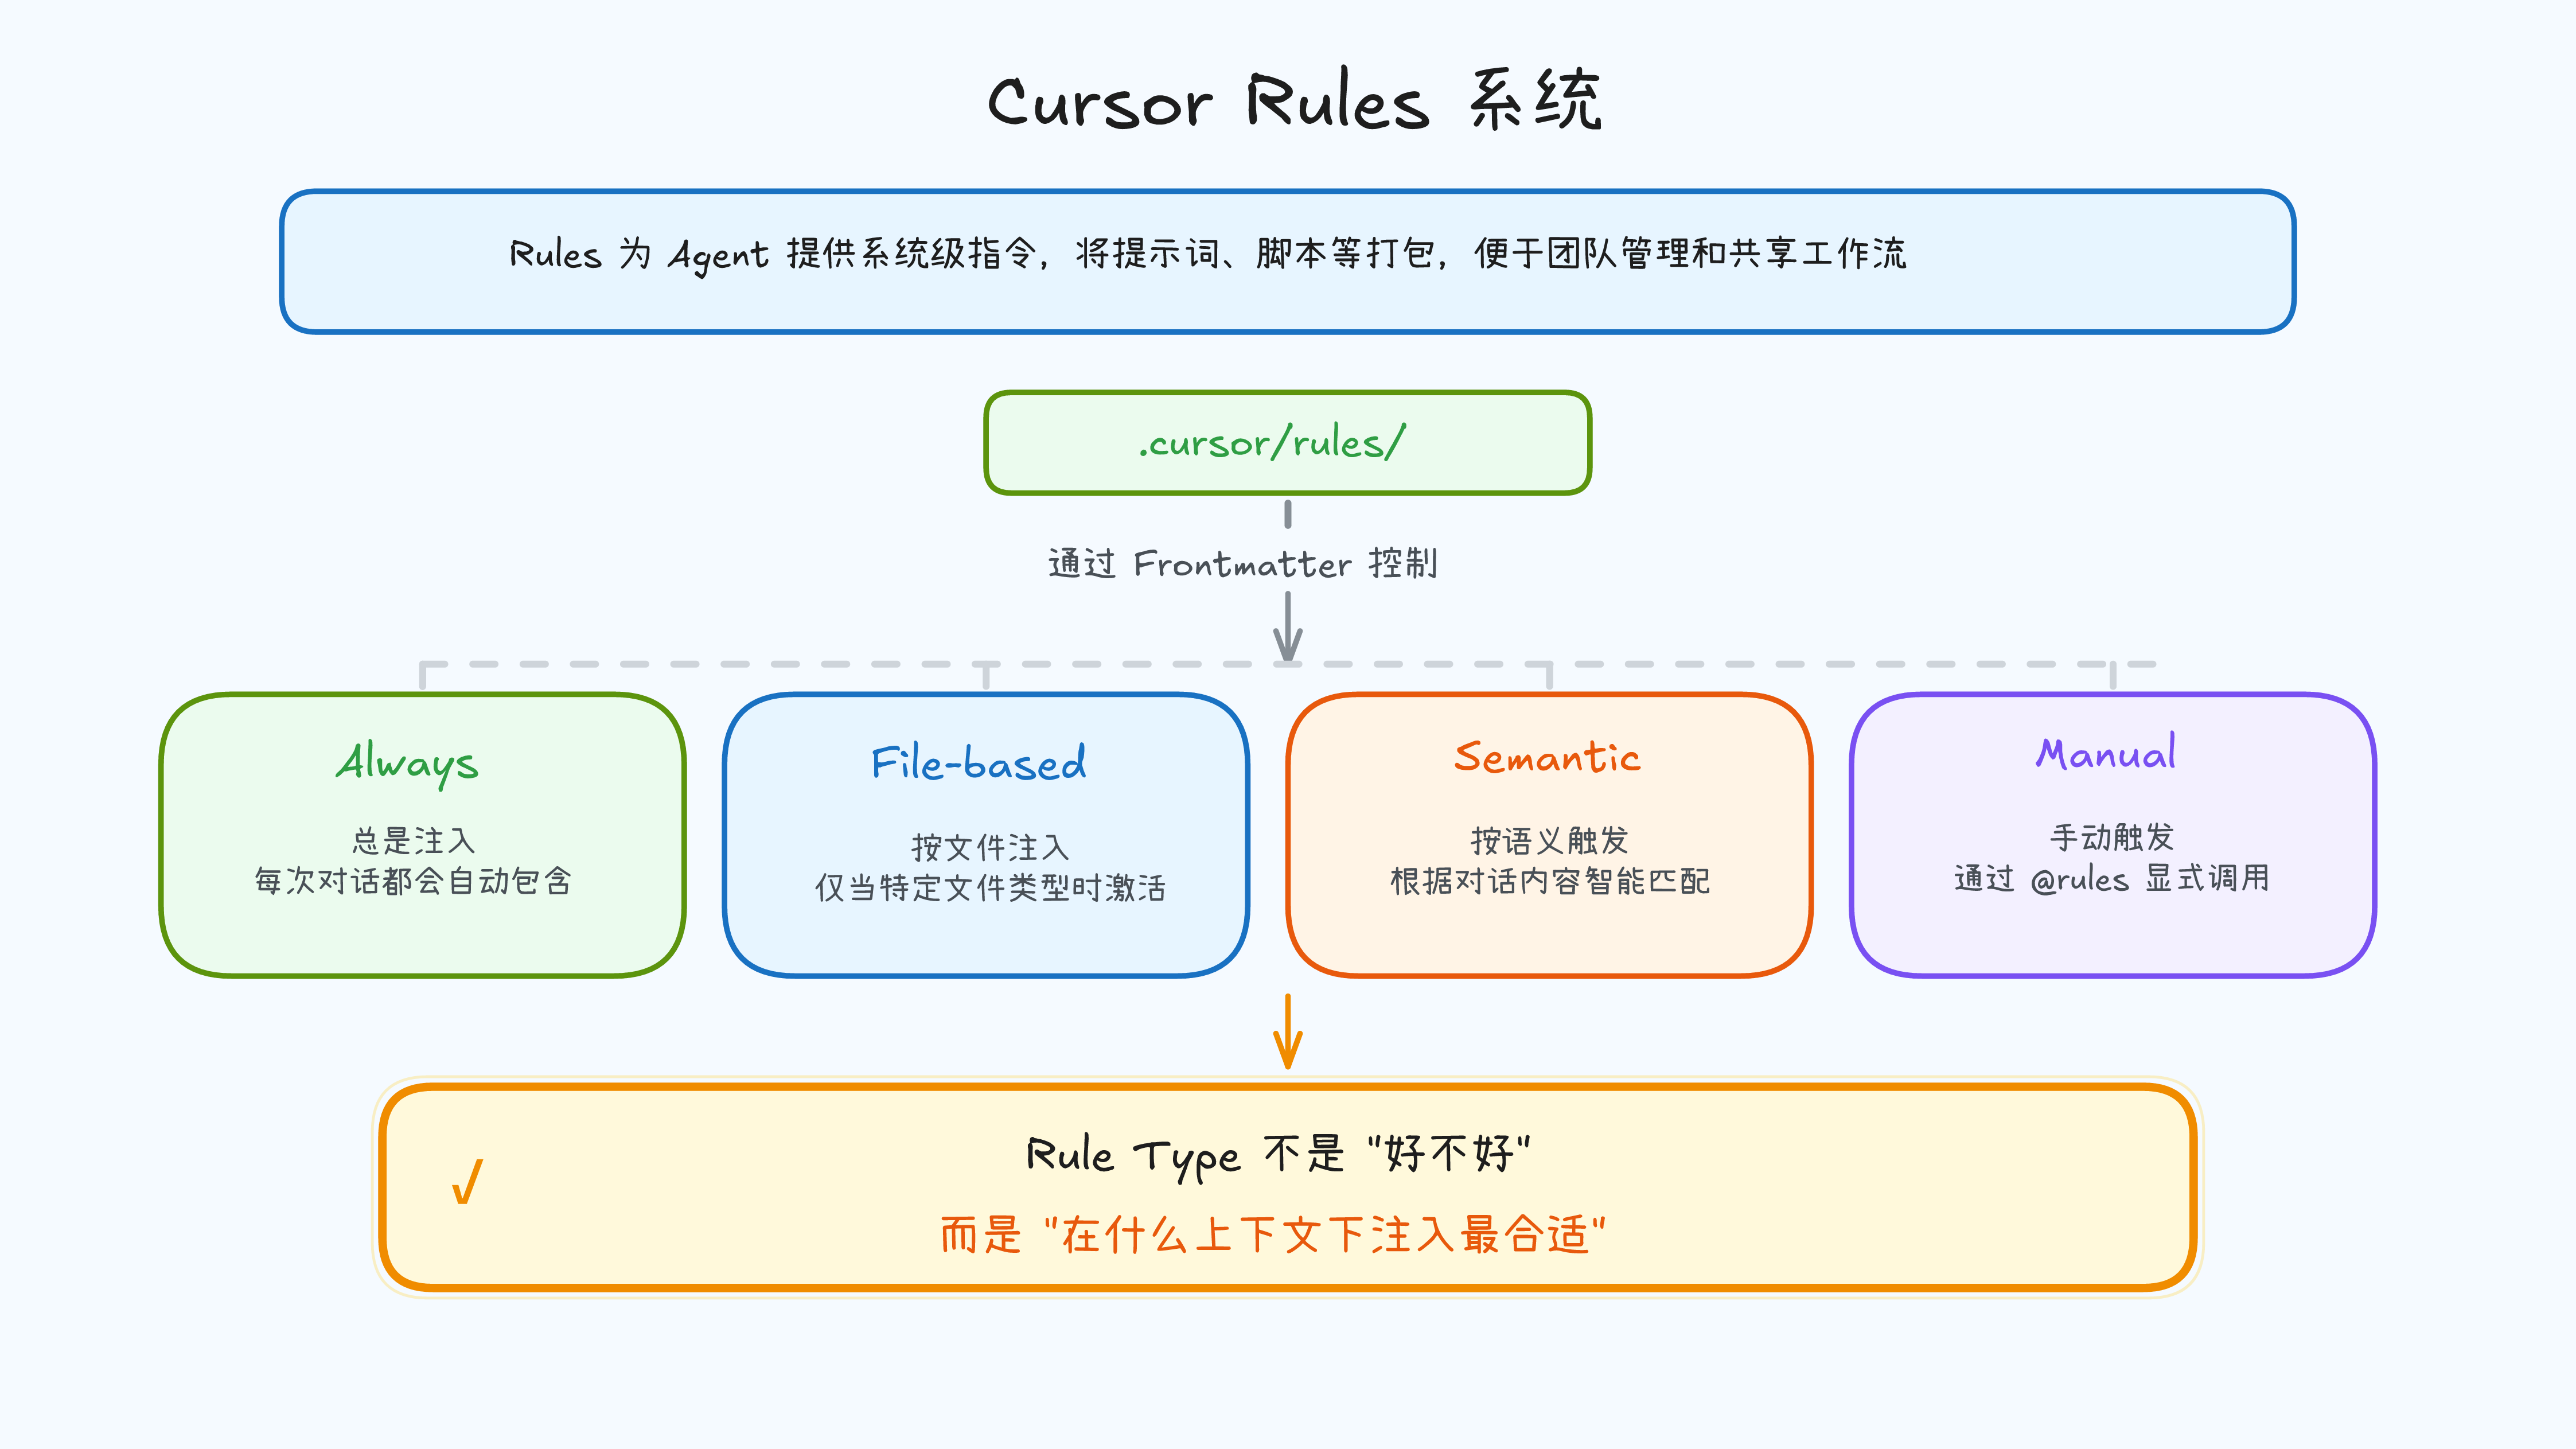 Cursor Rules 系统
Rules 为 Agent 提供系统级指令，将提示词、脚本等打包，便于团队管理和共享工作流
.cursor/rules/
通过 Frontmatter 控制
Always
总是注入
每次对话都会自动包含
File-based
按文件注入
仅当特定文件类型时激活
Semantic
按语义触发
根据对话内容智能匹配
Manual
手动触发
通过 @rules 显式调用
✓
Rule Type 不是 "好不好"
而是 "在什么上下文下注入最合适"